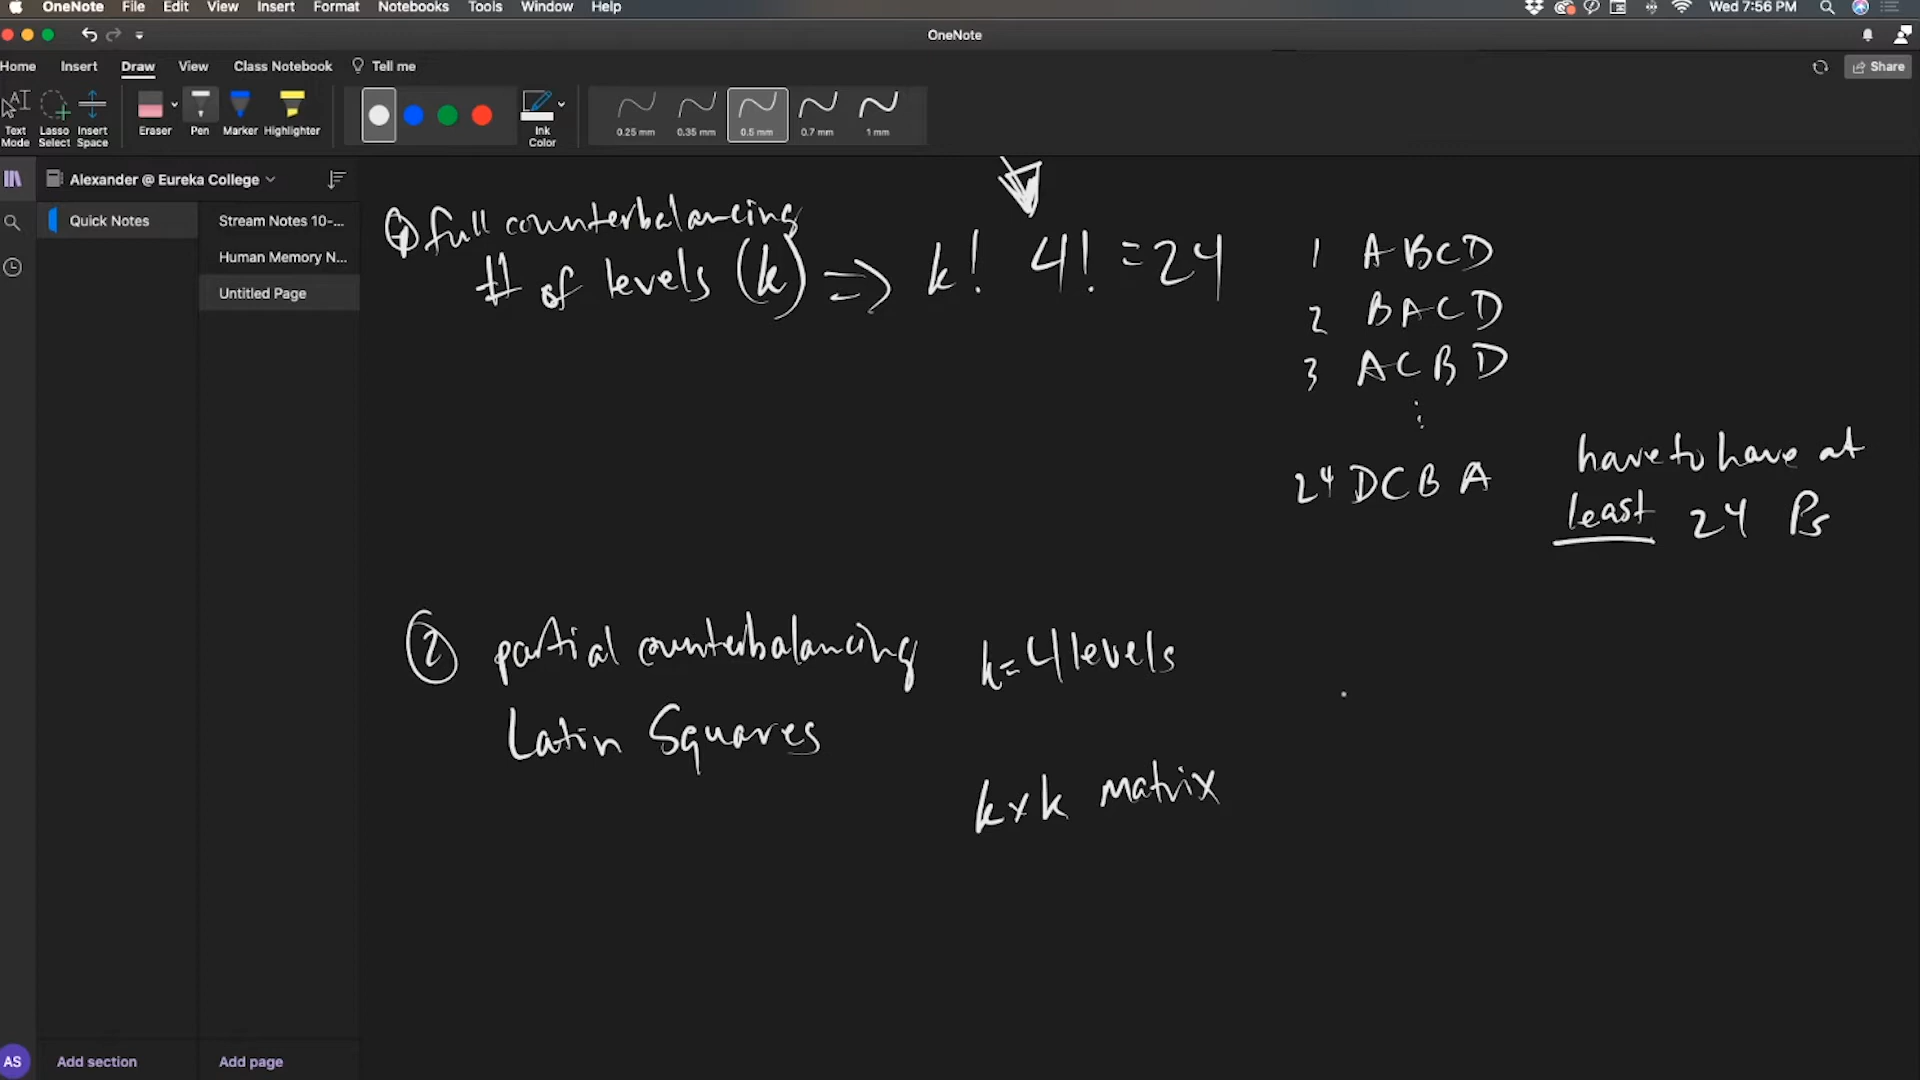 OneNote File Edit View Insert Format Notebooks Tools Window Help Wed 7:56 PM
OneNote
Home Insert Draw View Class Notebook Tell me Share
Text Mode Lasso Select Insert Space Eraser Pen Marker Highlighter Ink Color 0.25 mm 0.35 mm 0.5 mm 0.7 mm 1 mm
Alexander @ Eureka College
Quick Notes
Stream Notes 10-...
Human Memory N...
Untitled Page
full counterbalancing
# of levels (k) => k! 4! = 24
1 ABCD
2 BACD
3 ACBD
⋮
24 DCBA
have to have at
least 24 Ps
② partial counterbalancing k=4 levels
Latin Squares
k x k matrix
AS Add section Add page